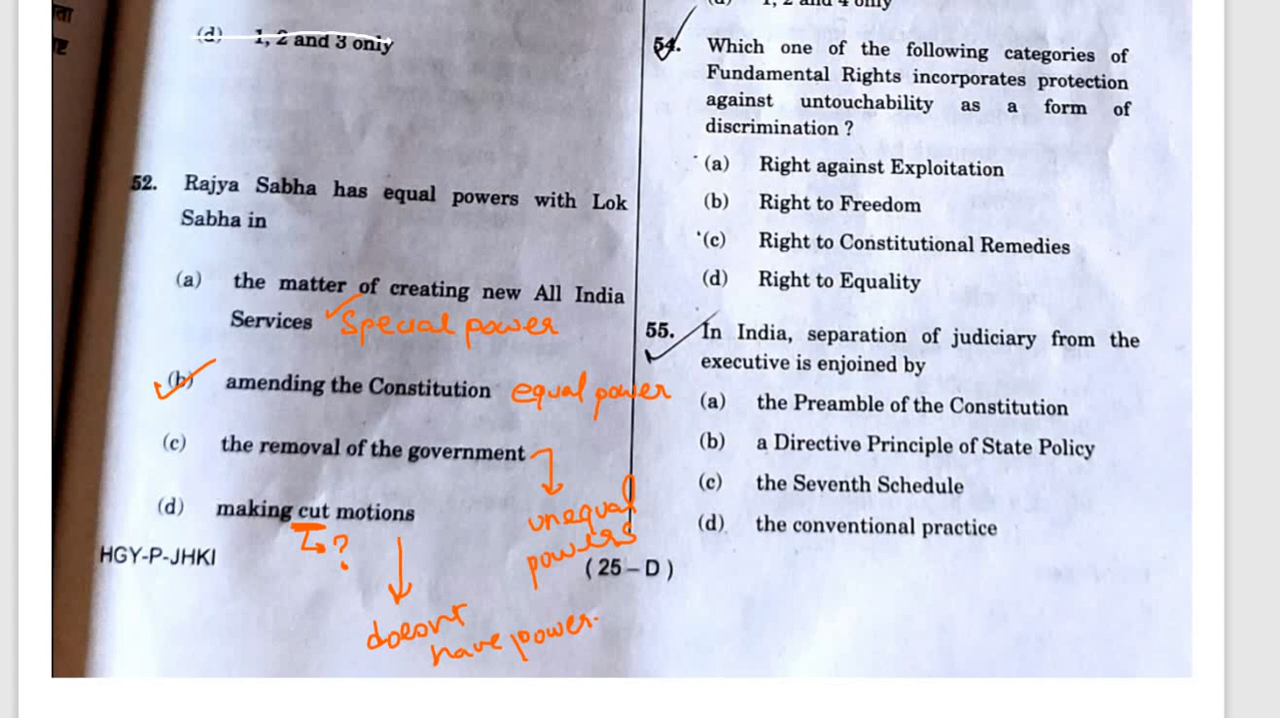 ता
(d) 1, 2 and 3 only
52. Rajya Sabha has equal powers with Lok
Sabha in
(a) the matter of creating new All India
Services Special power
(b) amending the Constitution equal power
(c) the removal of the government
unequal
powers
(d) making cut motions
?
doesnt
have power.
HGY-P-JHKI
( 25 – D )
54. Which one of the following categories of
Fundamental Rights incorporates protection
against untouchability as a form of
discrimination ?
(a) Right against Exploitation
(b) Right to Freedom
(c) Right to Constitutional Remedies
(d) Right to Equality
55. In India, separation of judiciary from the
executive is enjoined by
(a) the Preamble of the Constitution
(b) a Directive Principle of State Policy
(c) the Seventh Schedule
(d) the conventional practice